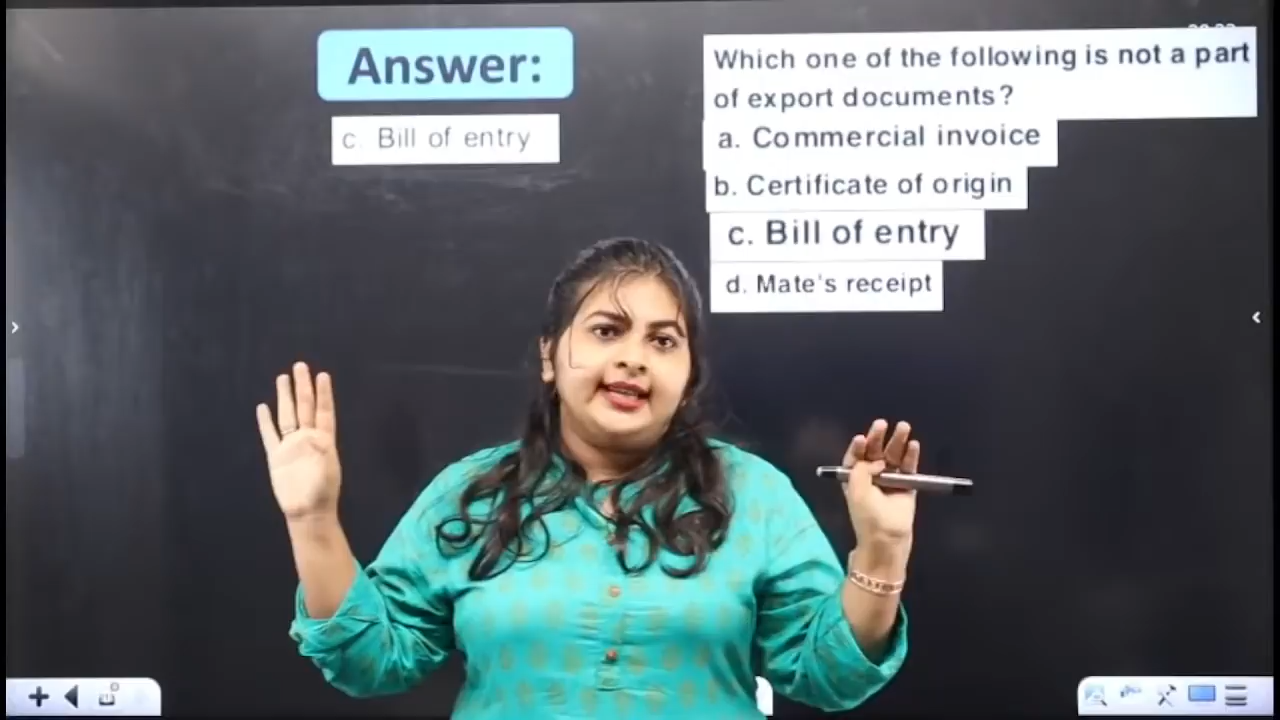 Answer:
c. Bill of entry
Which one of the following is not a part
of export documents?
a. Commercial invoice
b. Certificate of origin
c. Bill of entry
d. Mate's receipt